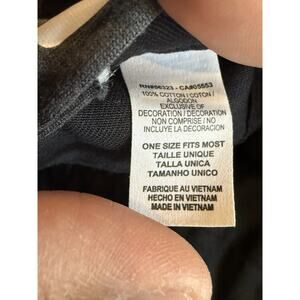 RN#56323 - CA#05553
100% COTTON / COTON /
ALGODON
EXCLUSIVE OF
DECORATION / DECORATION
NON COMPRISE / NO
INCLUYE LA DECORACION
ONE SIZE FITS MOST
TAILLE UNIQUE
TALLA UNICA
TAMANHO UNICO
FABRIQUE AU VIETNAM
HECHO EN VIETNAM
MADE IN VIETNAM